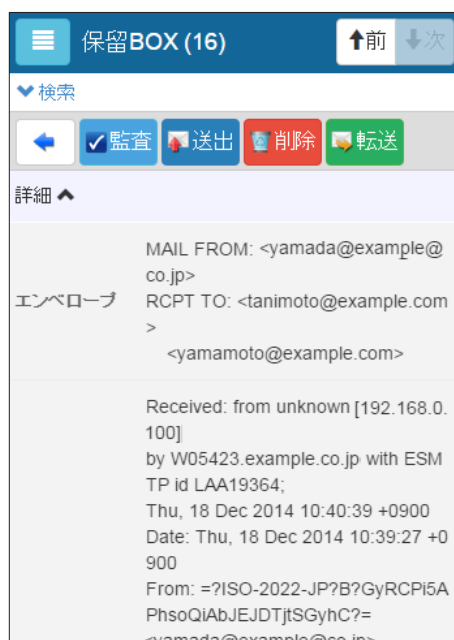 保留BOX (16)
前
次
検索
監査
送出
削除
転送
詳細
エンベロープ
MAIL FROM: <yamada@example@
co.jp>
RCPT TO: <tanimoto@example.com
>
<yamamoto@example.com>
Received: from unknown [192.168.0.
100]
by W05423.example.co.jp with ESM
TP id LAA19364;
Thu, 18 Dec 2014 10:40:39 +0900
Date: Thu, 18 Dec 2014 10:39:27 +0
900
From: =?ISO-2022-JP?B?GyRCPi5A
PhsoQiAbJEJDTjtSGyhC?=
<yamada@example@co.jp>